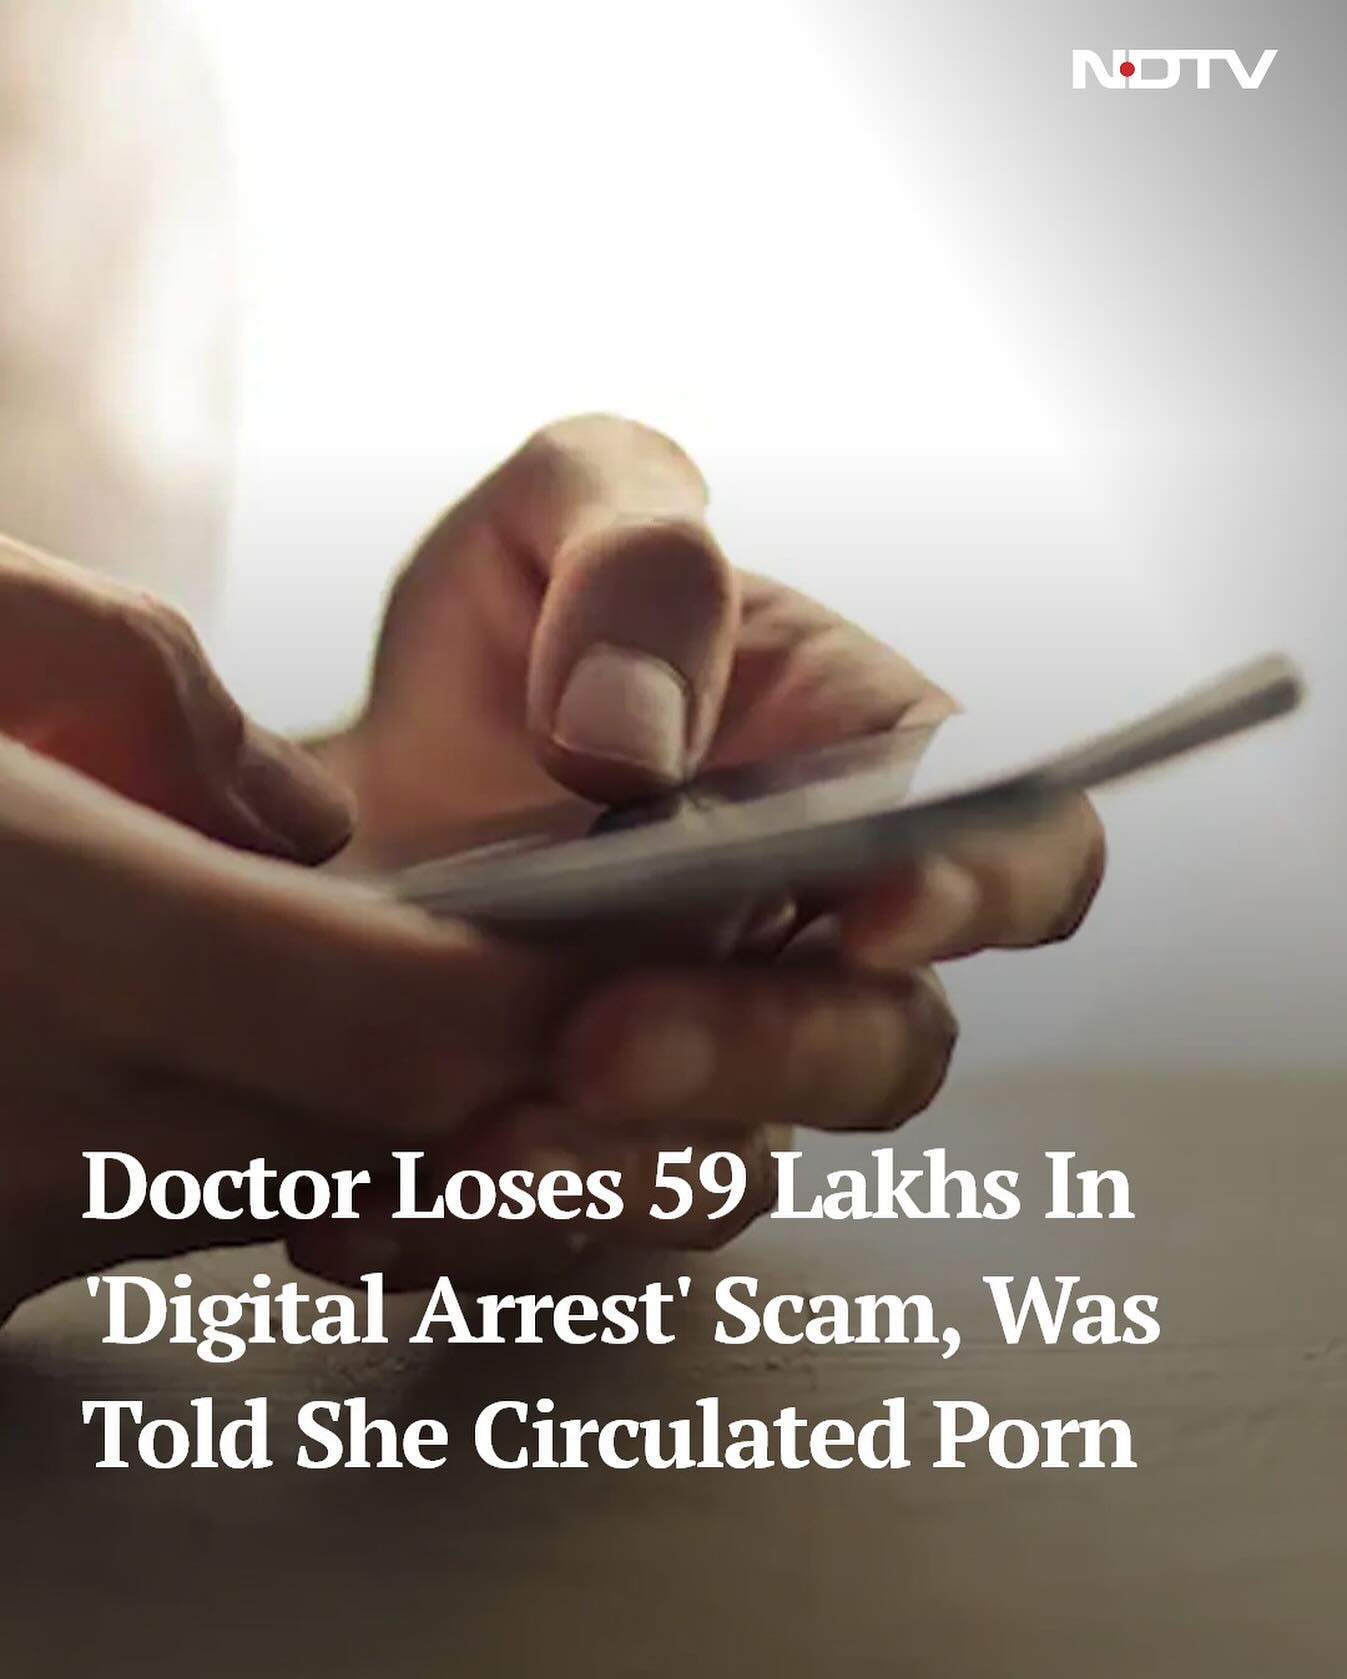 NDTV
Doctor Loses 59 Lakhs In
'Digital Arrest' Scam, Was
Told She Circulated Porn